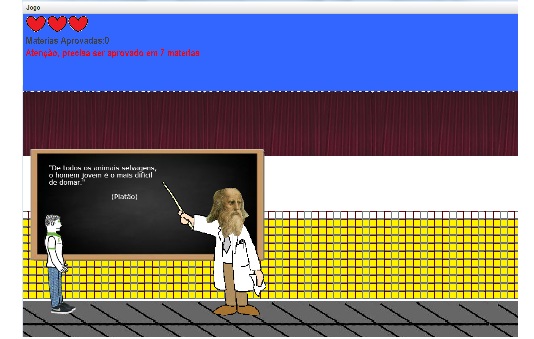 Jogo
Materias Aprovadas:0
Atenção, precisa ser aprovado em 7 materias
"De todos os animais selvagens,
o homem jovem é o mais difícil
de domar."
(Platão)